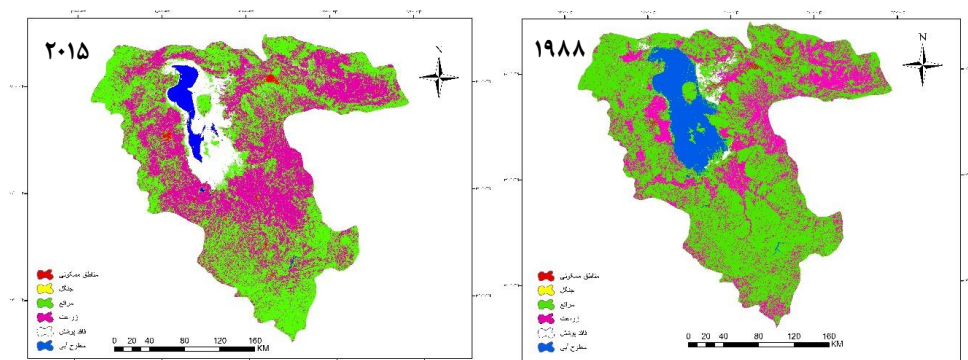 ۲۰۱۵
N
مناطق مسکونی
جنگل
مراتع
زراعت
فاقد پوشش
سطوح آبی
0 20 40 80 120 160
KM
۱۹۸۸
N
مناطق مسکونی
جنگل
مراتع
زراعت
فاقد پوشش
سطوح آبی
0 20 40 80 120 160
KM